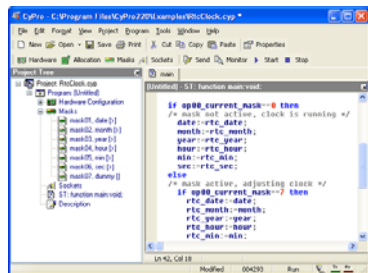 CyPro - C:\Program Files\CyPro220\Examples\RtcClock.cyp *
File Edit Format View Project Program Tools Window Help
New Open Save Print Cut Copy Paste Properties
Hardware Allocation Masks Sockets Send Monitor Start Stop
Project Tree
Project RtcClock.cyp
Program (Untitled)
Hardware Configuration
Masks
mask01, date [›]
mask02, month [›]
mask03, year [›]
mask04, hour [›]
mask05, min [›]
mask06, sec [›]
mask07, dummy []
Sockets
ST: function main:void;
Description
main
(Untitled) - ST: function main:void;
if op00_current_mask=0 then
/* mask not active, clock is running */
date:=rtc_date;
month:=rtc_month;
year:=rtc_year;
hour:=rtc_hour;
min:=rtc_min;
sec:=rtc_sec;
else
/* mask active, adjusting clock */
if op00_current_mask=7 then
rtc_date:=date;
rtc_month:=month;
rtc_year:=year;
rtc_hour:=hour;
rtc_min:=min;
Ln 42, Col 18
Modified 004293 Run